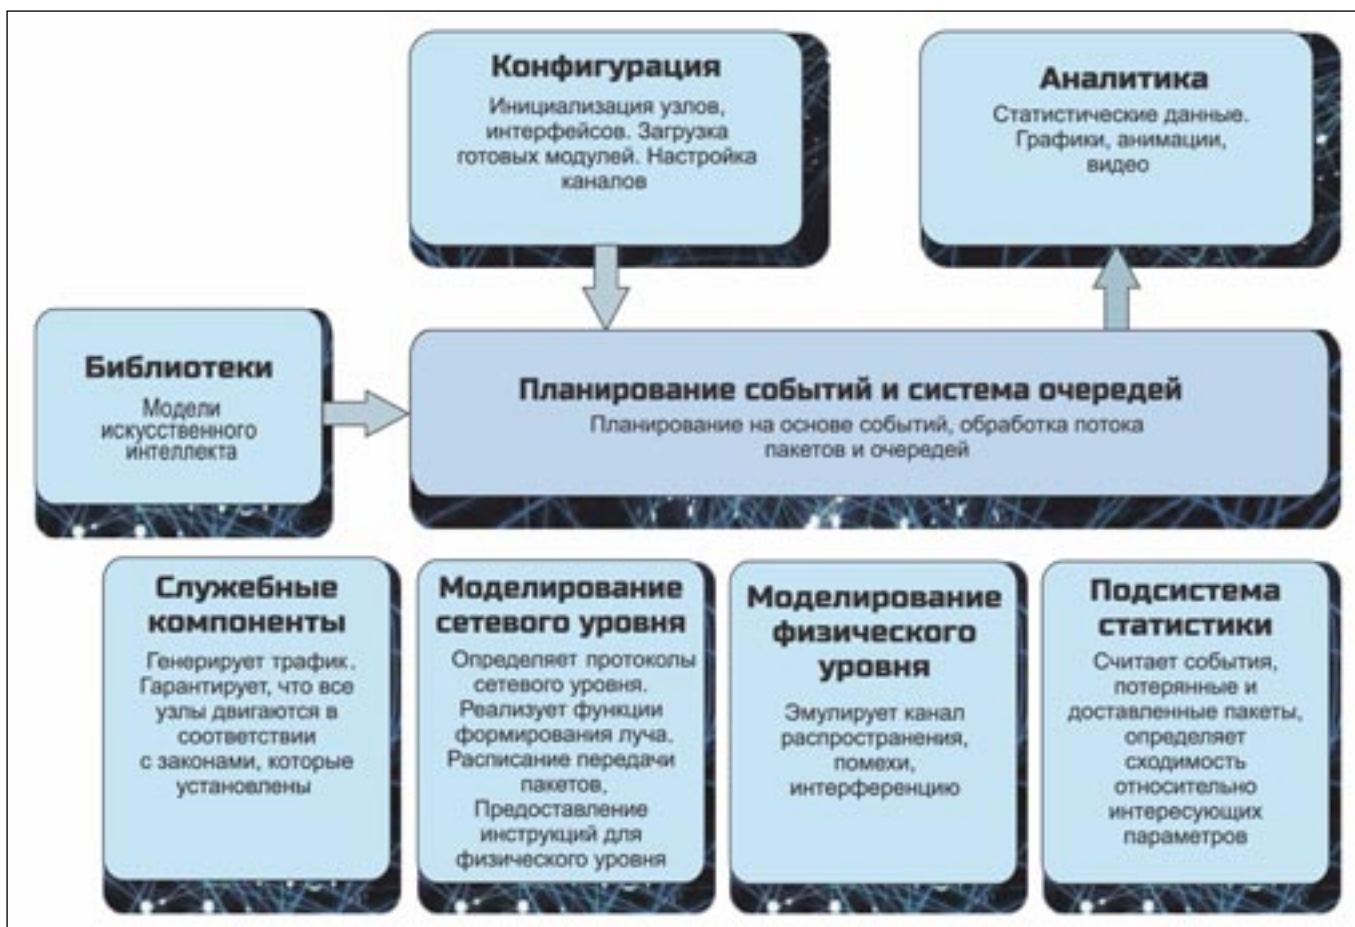 Конфигурация
Инициализация узлов,
интерфейсов. Загрузка
готовых модулей. Настройка
каналов
Аналитика
Статистические данные.
Графики, анимации,
видео
Библиотеки
Модели
искусственного
интеллекта
Планирование событий и система очередей
Планирование на основе событий, обработка потока
пакетов и очередей
Служебные
компоненты
Генерирует трафик.
Гарантирует, что все
узлы двигаются в
соответствии
с законами, которые
установлены
Моделирование
сетевого уровня
Определяет протоколы
сетевого уровня.
Реализует функции
формирования луча.
Расписание передачи
пакетов,
Предоставление
инструкций для
физического уровня
Моделирование
физического
уровня
Эмулирует канал
распространения,
помехи,
интерференцию
Подсистема
статистики
Считает события,
потерянные и
доставленные пакеты,
определяет
сходимость
относительно
интересующих
параметров